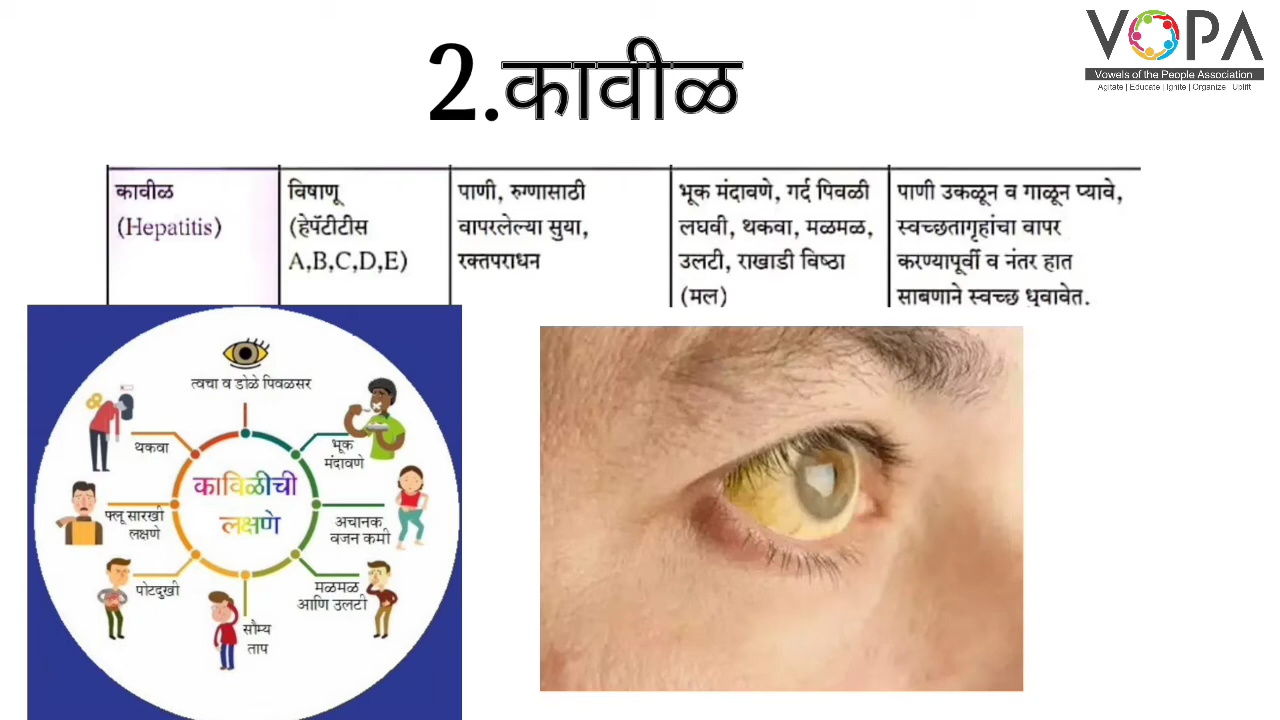 2.कावीळ
VOPA
Vowels of the People Association
Agitate | Educate | Ignite | Organize | Uplift
कावीळ
(Hepatitis)
विषाणू
(हेपॅटीटीस
A,B,C,D,E)
पाणी, रुग्णासाठी
वापरलेल्या सुया,
रक्तपराधन
भूक मंदावणे, गर्द पिवळी
लघवी, थकवा, मळमळ,
उलटी, राखाडी विष्ठा
(मल)
पाणी उकळून व गाळून प्यावे,
स्वच्छतागृहांचा वापर
करण्यापूर्वी व नंतर हात
साबणाने स्वच्छ धुवावेत.
त्वचा व डोळे पिवळसर
भूक
मंदावणे
अचानक
वजन कमी
मळमळ
आणि उलटी
सौम्य
ताप
पोटदुखी
फ्लू सारखी
लक्षणे
थकवा
काविळीची
लक्षणे